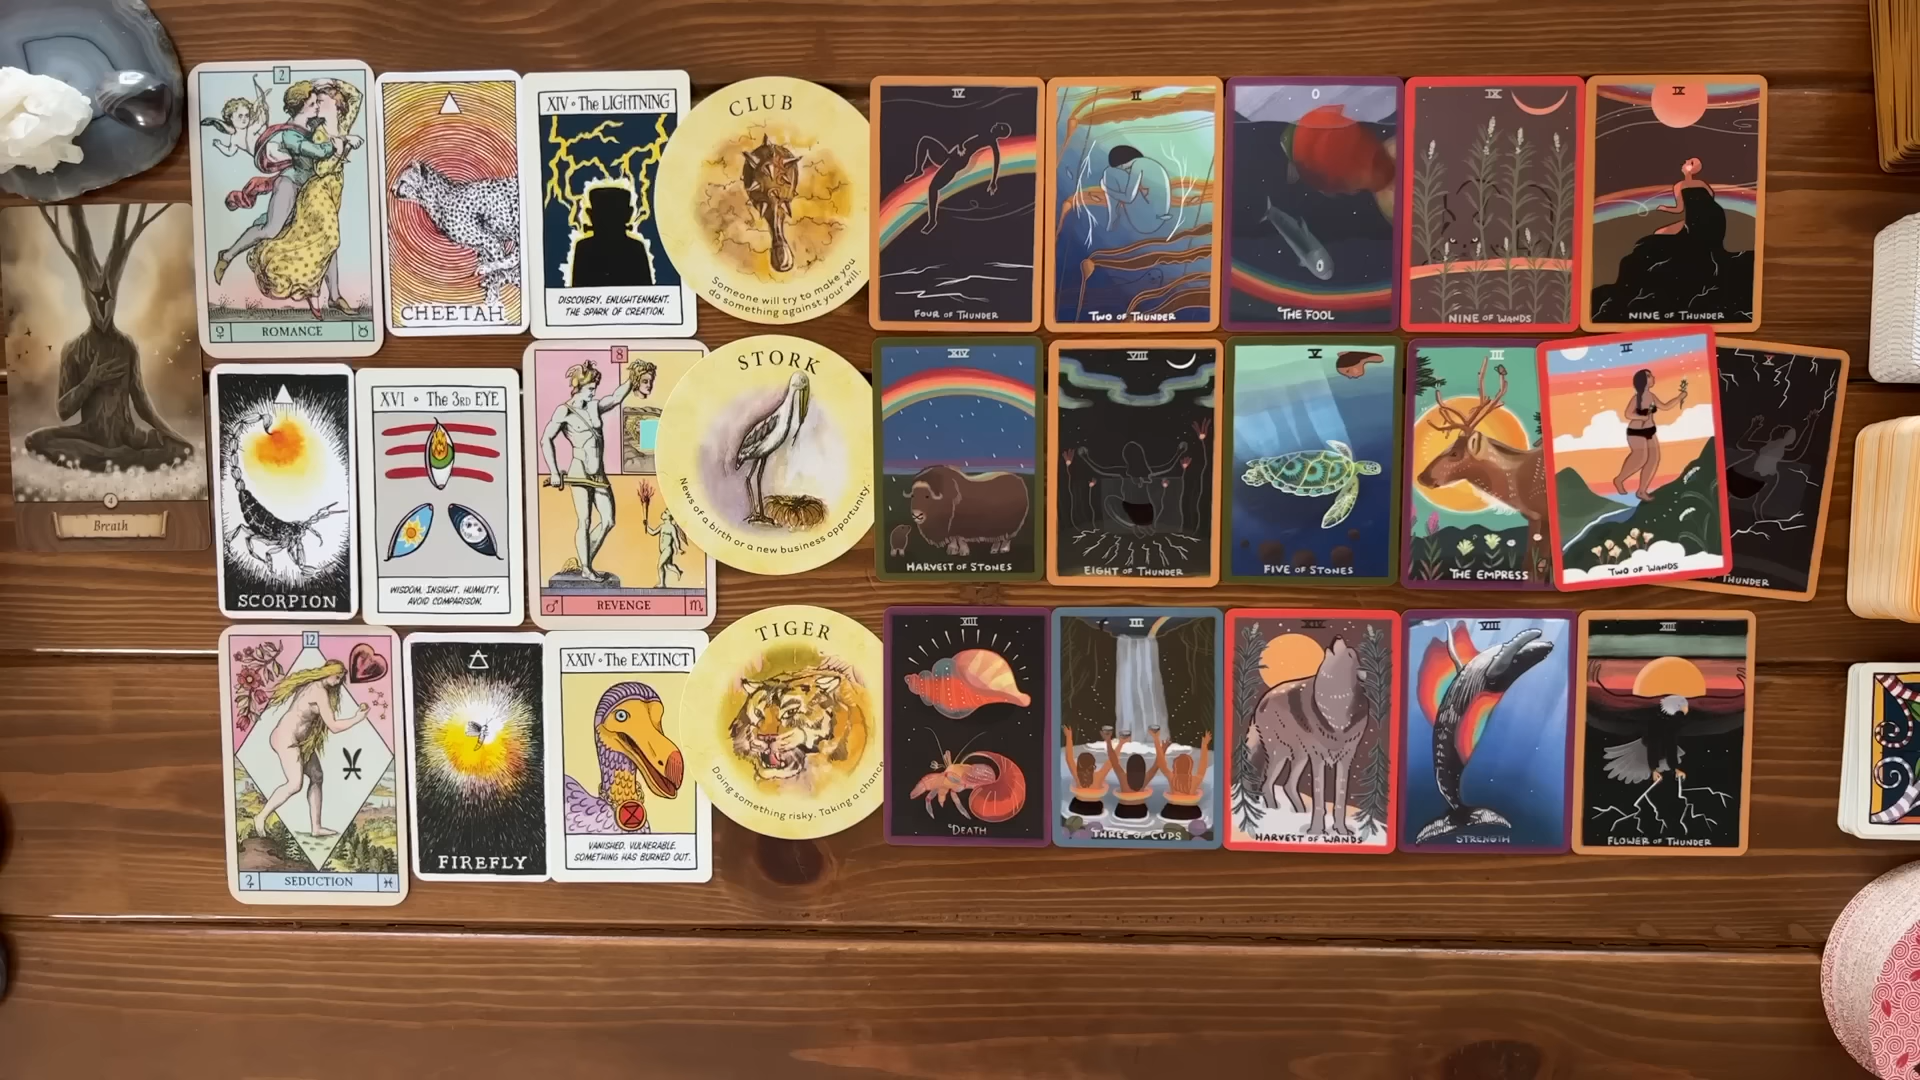 2
ROMANCE
CHEETAH
XIV • The LIGHTNING
DISCOVERY. ENLIGHTENMENT.
THE SPARK OF CREATION.
CLUB
Someone will try to make you
do something against your will.
IV
FOUR OF THUNDER
II
TWO OF THUNDER
0
THE FOOL
IX
NINE OF WANDS
IX
NINE OF THUNDER
4
Breath
SCORPION
XVI • The 3RD EYE
WISDOM. INSIGHT. HUMILITY.
AVOID COMPARISON.
8
REVENGE
STORK
News of a birth or a new business opportunity.
XIV
HARVEST OF STONES
VIII
EIGHT OF THUNDER
V
FIVE OF STONES
III
THE EMPRESS
II
TWO OF WANDS
THUNDER
12
SEDUCTION
FIREFLY
XXIV • The EXTINCT
VANISHED. VULNERABLE.
SOMETHING HAS BURNED OUT.
TIGER
Doing something risky. Taking a chance
XIII
DEATH
III
THREE OF CUPS
XIV
HARVEST OF WANDS
VIII
STRENGTH
XIII
FLOWER OF THUNDER